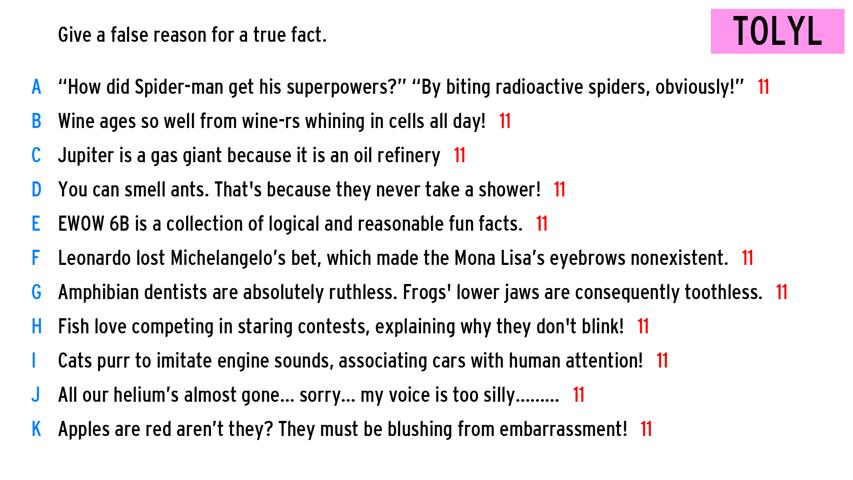 Give a false reason for a true fact.
TOLYL
A “How did Spider-man get his superpowers?” “By biting radioactive spiders, obviously!” 11
B Wine ages so well from wine-rs whining in cells all day! 11
C Jupiter is a gas giant because it is an oil refinery 11
D You can smell ants. That's because they never take a shower! 11
E EWOW 6B is a collection of logical and reasonable fun facts. 11
F Leonardo lost Michelangelo’s bet, which made the Mona Lisa’s eyebrows nonexistent. 11
G Amphibian dentists are absolutely ruthless. Frogs' lower jaws are consequently toothless. 11
H Fish love competing in staring contests, explaining why they don't blink! 11
I Cats purr to imitate engine sounds, associating cars with human attention! 11
J All our helium’s almost gone... sorry... my voice is too silly......... 11
K Apples are red aren’t they? They must be blushing from embarrassment! 11